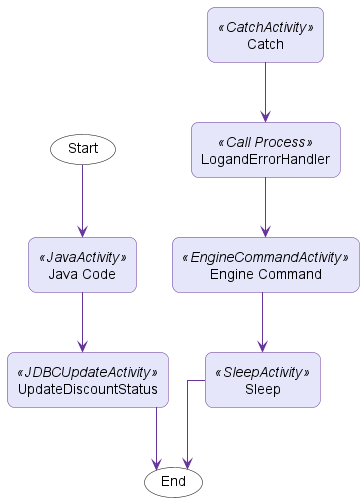 «CatchActivity»
Catch
«Call Process»
LogandErrorHandler
Start
«JavaActivity»
Java Code
«EngineCommandActivity»
Engine Command
«JDBCUpdateActivity»
UpdateDiscountStatus
«SleepActivity»
Sleep
End